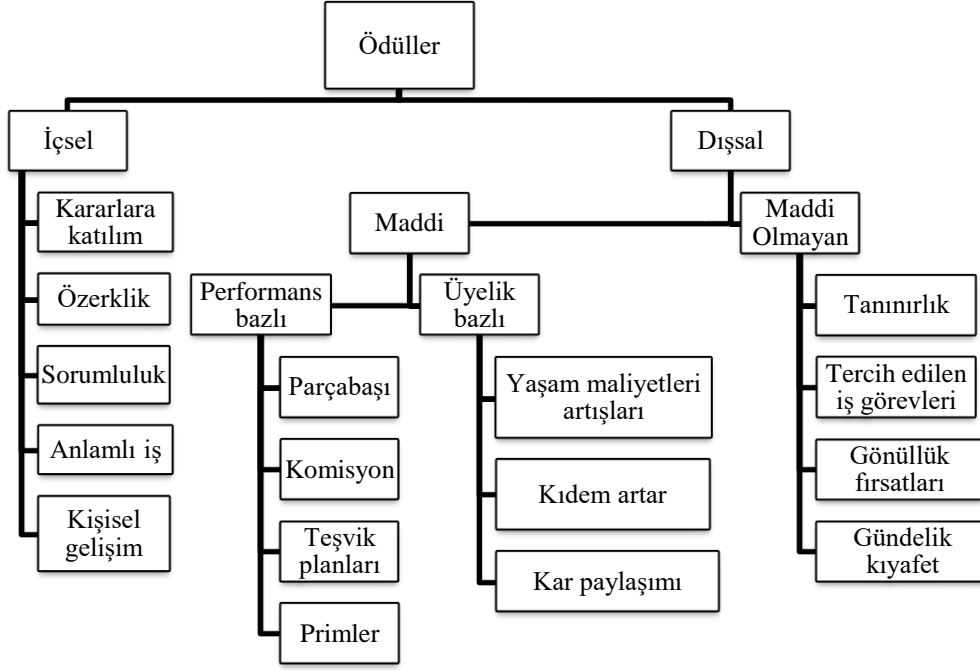 Ödüller
İçsel
Kararlara
katılım
Özerklik
Sorumluluk
Anlamlı iş
Kişisel
gelişim
Dışsal
Maddi
Performans
bazlı
Parçabaşı
Komisyon
Teşvik
planları
Primler
Üyelik
bazlı
Yaşam maliyetleri
artışları
Kıdem artar
Kar paylaşımı
Maddi
Olmayan
Tanınırlık
Tercih edilen
iş görevleri
Gönüllük
fırsatları
Gündelik
kıyafet